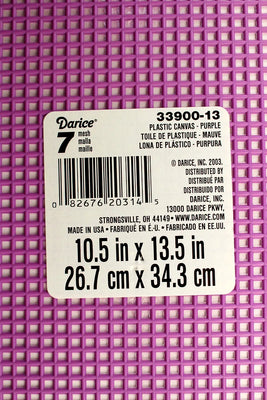 Darice®
33900-13
7 mesh
malla
maille
PLASTIC CANVAS - PURPLE
TOILE DE PLASTIQUE - MAUVE
LONA DE PLÁSTICO - PURPURA
© DARICE, INC. 2003.
DISTRIBUTED BY
DISTRIBUÉ PAR
DISTRIBUIDO POR
DARICE, INC.
13000 DARICE PKWY,
0 82676 20314 5
STRONGSVILLE, OH 44149 · WWW.DARICE.COM
MADE IN USA · FABRIQUÉ EN É.-U. · FABRICADO EN EE.UU.
10.5 in x 13.5 in
26.7 cm x 34.3 cm